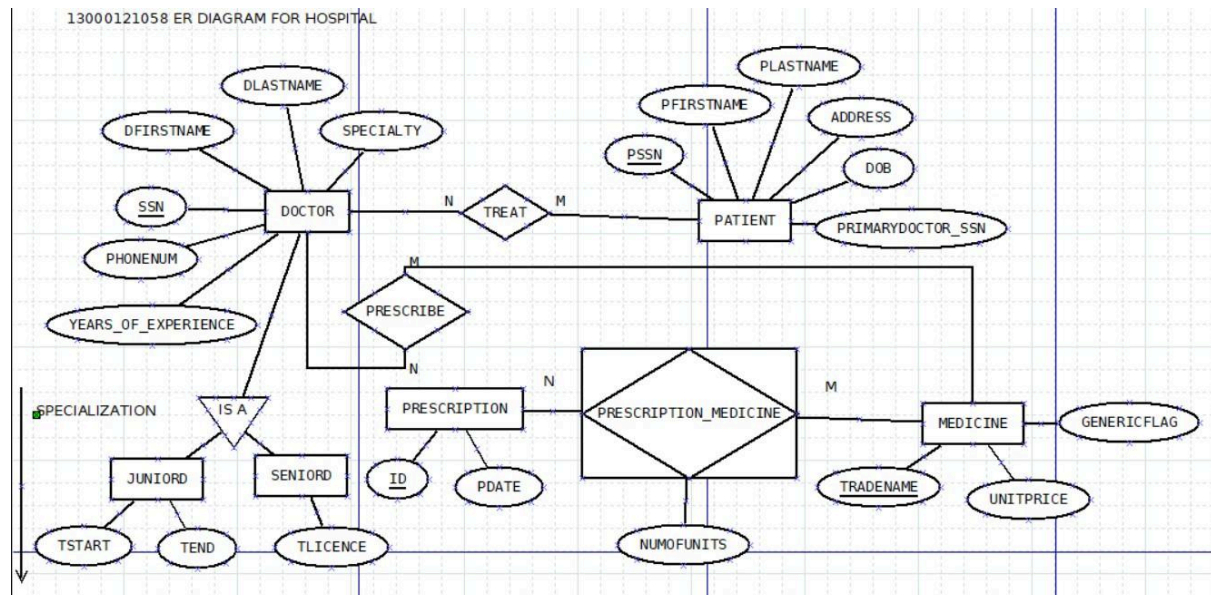 13000121058 ER DIAGRAM FOR HOSPITAL
DLASTNAME
DFIRSTNAME
SPECIALTY
SSN
DOCTOR
PHONENUM
YEARS_OF_EXPERIENCE
N
TREAT
M
PLASTNAME
PFIRSTNAME
ADDRESS
PSSN
DOB
PATIENT
PRIMARYDOCTOR_SSN
M
PRESCRIBE
N
SPECIALIZATION
IS A
JUNIORD
SENIORD
TSTART
TEND
TLICENCE
PRESCRIPTION
N
PRESCRIPTION_MEDICINE
M
MEDICINE
GENERICFLAG
ID
PDATE
NUMOFUNITS
TRADENAME
UNITPRICE